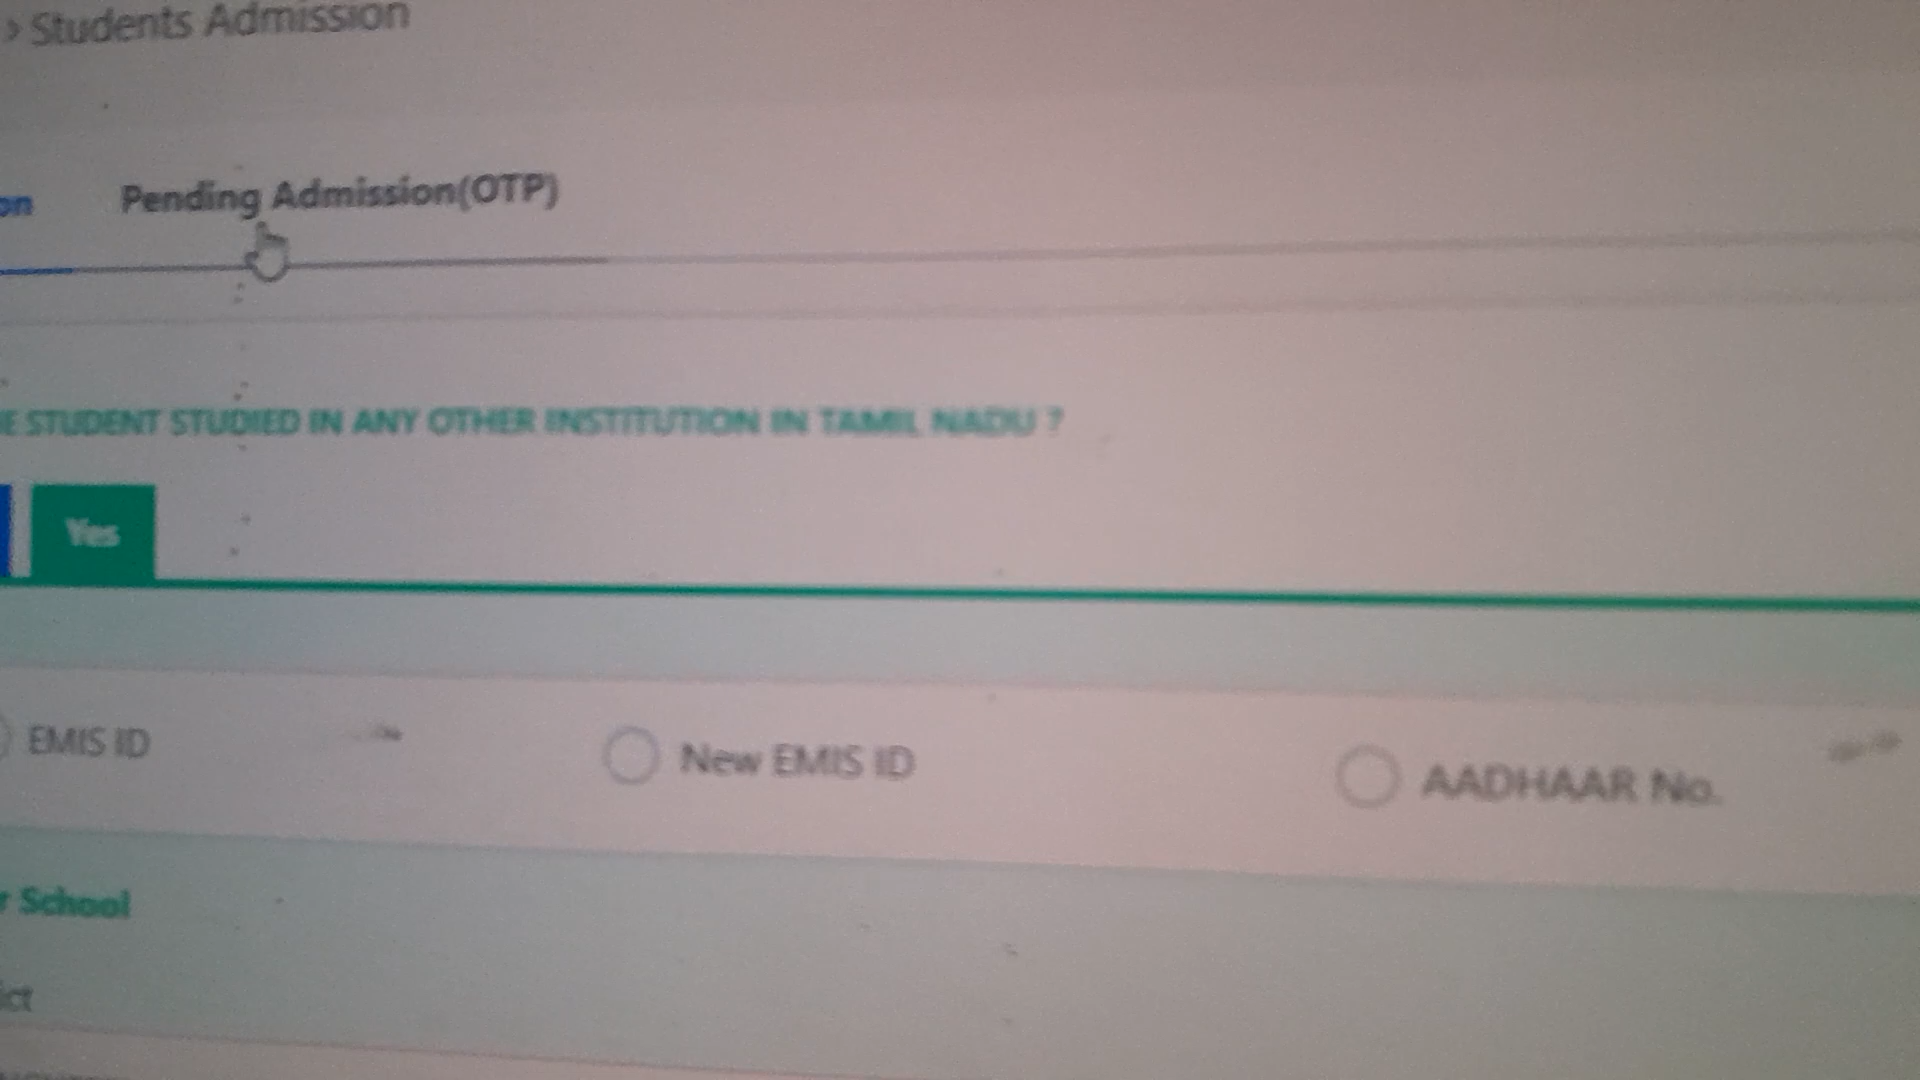 > Students Admission
on Pending Admission(OTP)
E STUDENT STUDIED IN ANY OTHER INSTITUTION IN TAMIL NADU ?
Yes
EMIS ID New EMIS ID AADHAAR No.
r School
ict